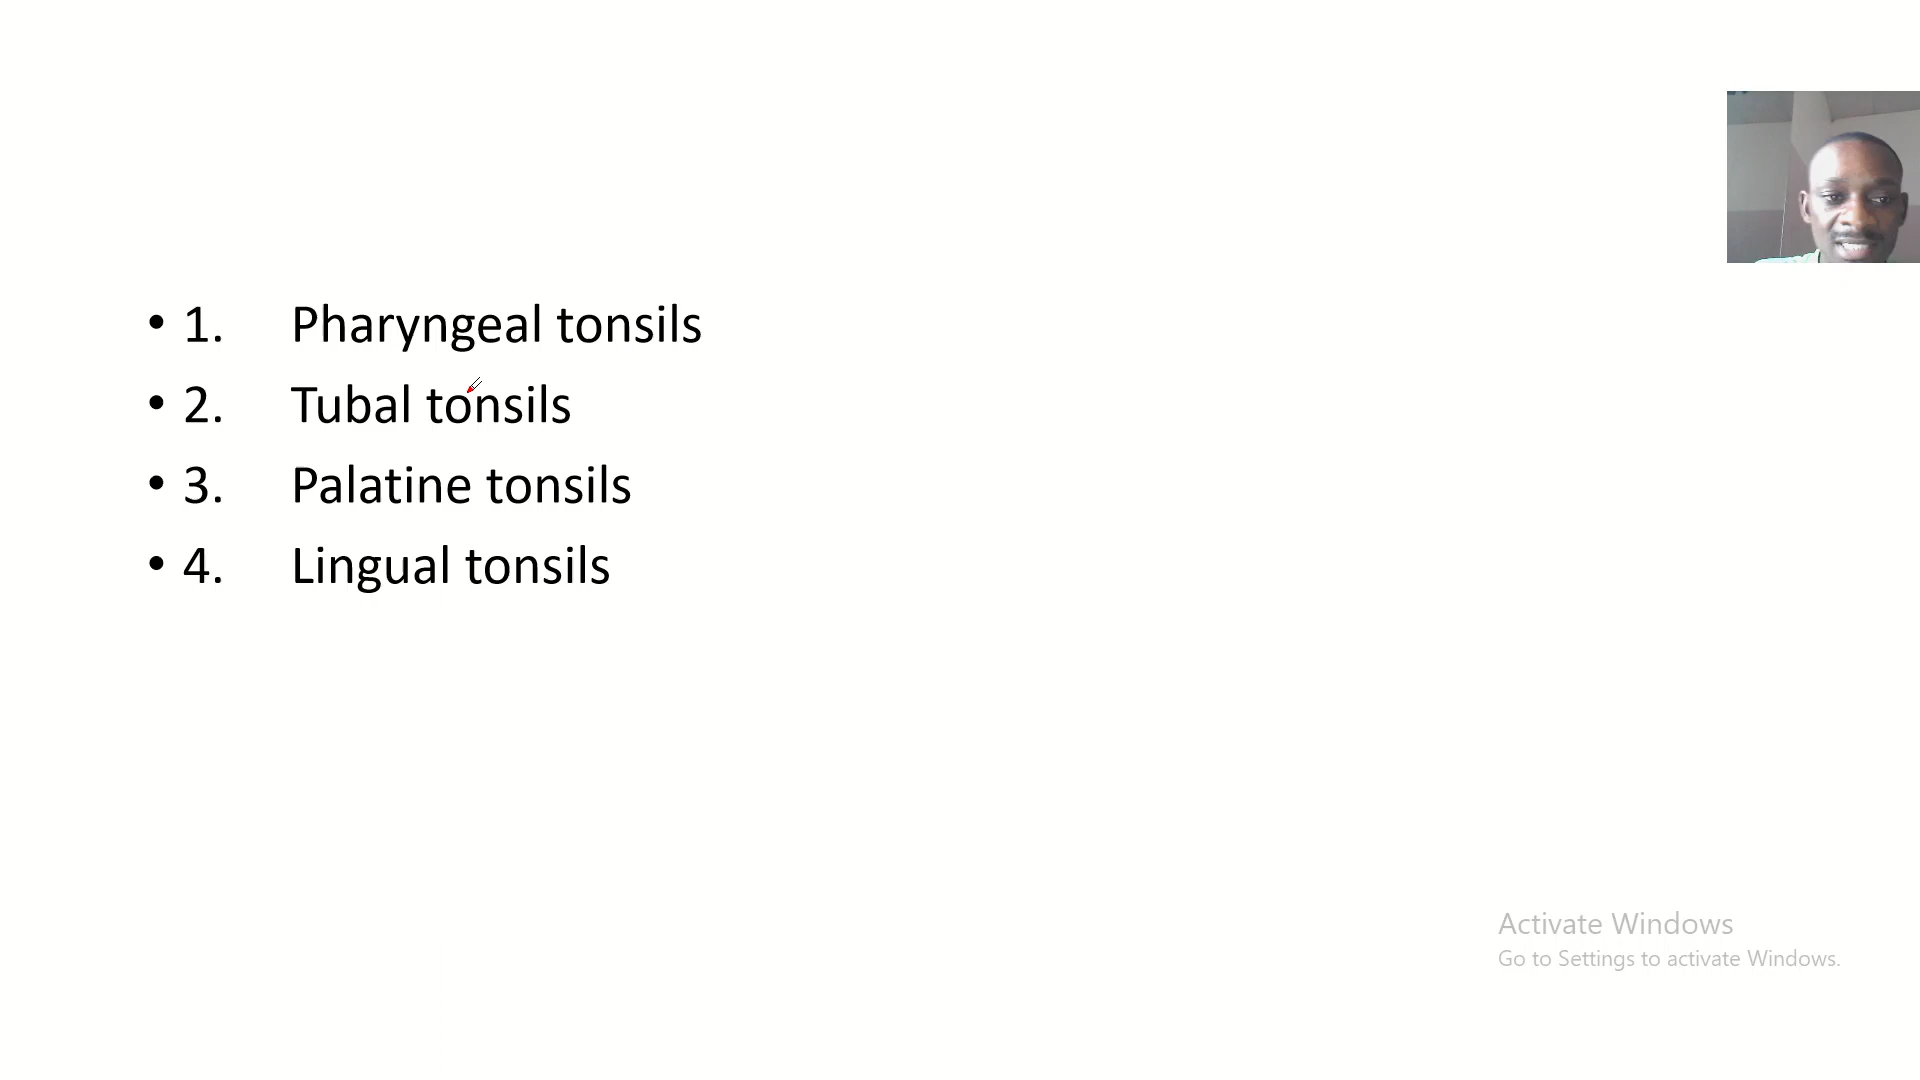 • 1. Pharyngeal tonsils
• 2. Tubal tonsils
• 3. Palatine tonsils
• 4. Lingual tonsils
Activate Windows
Go to Settings to activate Windows.